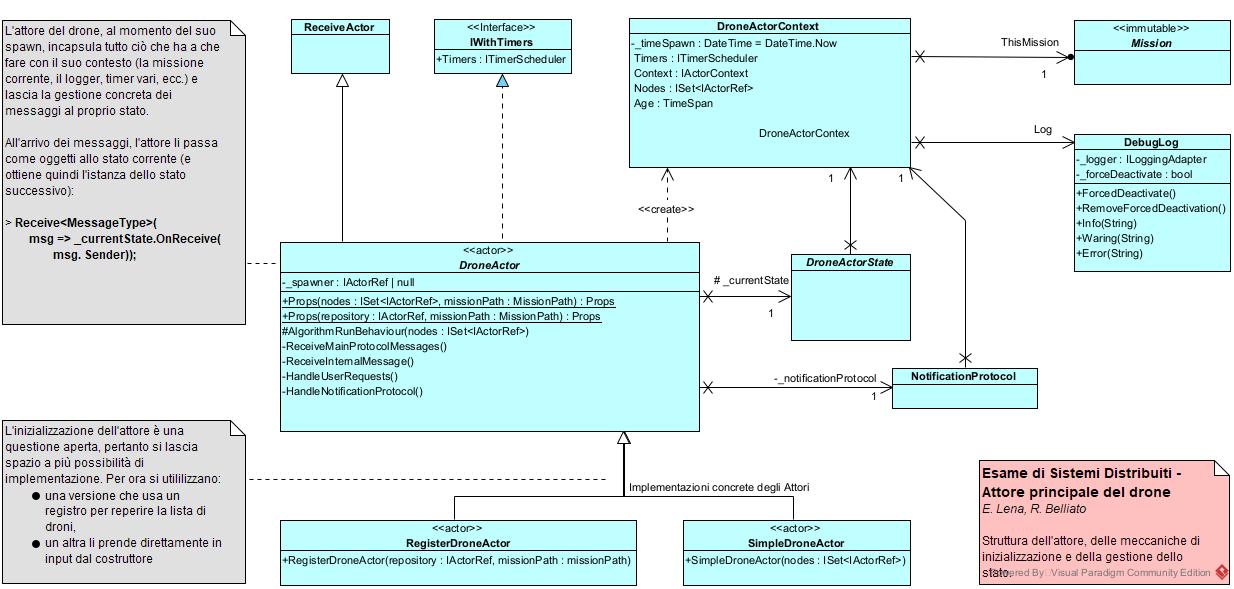 L'attore del drone, al momento del suo
spawn, incapsula tutto ciò che ha a che
fare con il suo contesto (la missione
corrente, il logger, timer vari, ecc.) e
lascia la gestione concreta dei
messaggi al proprio stato.
All'arrivo dei messaggi, l'attore li passa
come oggetti allo stato corrente (e
ottiene quindi l'istanza dello stato
successivo):
> Receive<MessageType>(
msg => _currentState.OnReceive(
msg. Sender));
ReceiveActor
<<Interface>>
IWithTimers
+Timers : ITimerScheduler
DroneActorContext
-_timeSpawn : DateTime = DateTime.Now
Timers : ITimerScheduler
Context : IActorContext
Nodes : ISet<IActorRef>
Age : TimeSpan
DroneActorContex
ThisMission
1
<<immutable>>
Mission
Log
DebugLog
-_logger : ILoggingAdapter
-_forceDeactivate : bool
+ForcedDeactivate()
+RemoveForcedDeactivation()
+Info(String)
+Waring(String)
+Error(String)
1
1
<<create>>
<<actor>>
DroneActor
-_spawner : IActorRef | null
+Props(nodes : ISet<IActorRef>, missionPath : MissionPath) : Props
+Props(repository : IActorRef, missionPath : MissionPath) : Props
#AlgorithmRunBehaviour(nodes : ISet<IActorRef>)
-ReceiveMainProtocolMessages()
-ReceiveInternalMessage()
-HandleUserRequests()
-HandleNotificationProtocol()
# _currentState
1
DroneActorState
-_notificationProtocol
1
NotificationProtocol
L'inizializzazione dell'attore è una
questione aperta, pertanto si lascia
spazio a più possibilità di
implementazione. Per ora si utililizzano:
● una versione che usa un
registro per reperire la lista di
droni,
● un altra li prende direttamente in
input dal costruttore
Implementazioni concrete degli Attori
<<actor>>
RegisterDroneActor
+RegisterDroneActor(repository : IActorRef, missionPath : missionPath)
<<actor>>
SimpleDroneActor
+SimpleDroneActor(nodes : ISet<IActorRef>)
Esame di Sistemi Distribuiti -
Attore principale del drone
E. Lena, R. Belliato
Struttura dell'attore, delle meccaniche di
inizializzazione e della gestione dello
stato.
Powered By Visual Paradigm Community Edition